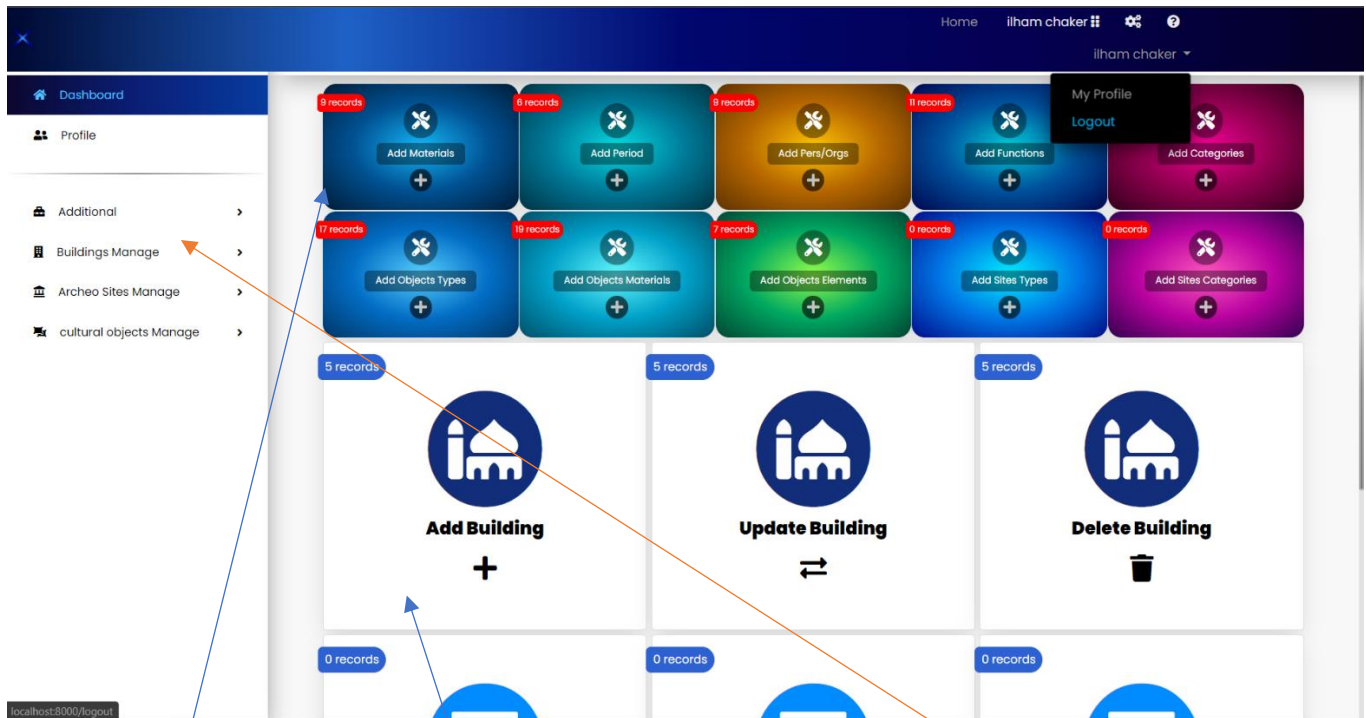 Home ilham chaker
ilham chaker
My Profile
Logout
Dashboard
Profile
Additional
Buildings Manage
Archeo Sites Manage
cultural objects Manage
9 records 6 records 9 records 11 records
Add Materials Add Period Add Pers/Orgs Add Functions Add Categories
17 records 19 records 7 records 0 records 0 records
Add Objects Types Add Objects Materials Add Objects Elements Add Sites Types Add Sites Categories
5 records 5 records 5 records
Add Building Update Building Delete Building
0 records 0 records 0 records
localhost:8000/logout